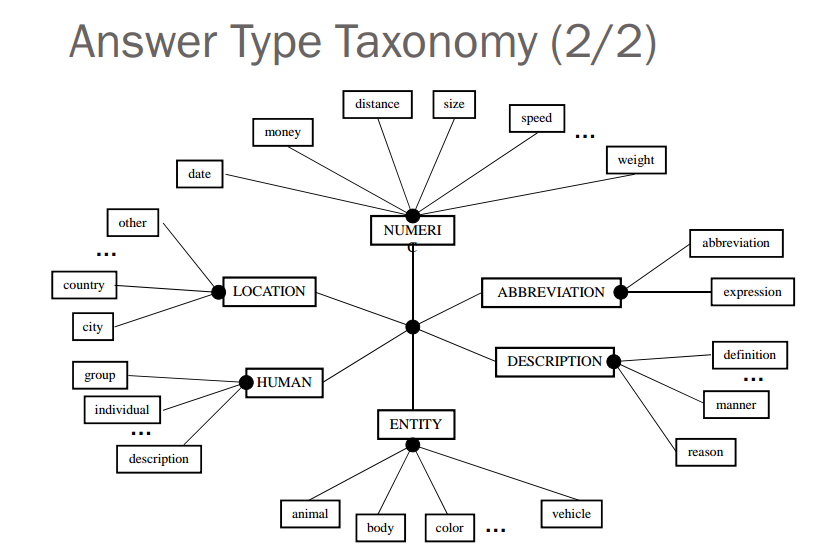 Answer Type Taxonomy (2/2)
distance
size
speed
...
money
weight
date
other
...
country
city
NUMERI
C
LOCATION
abbreviation
ABBREVIATION
expression
group
individual
...
description
HUMAN
DESCRIPTION
definition
...
manner
reason
ENTITY
animal
body
color
...
vehicle